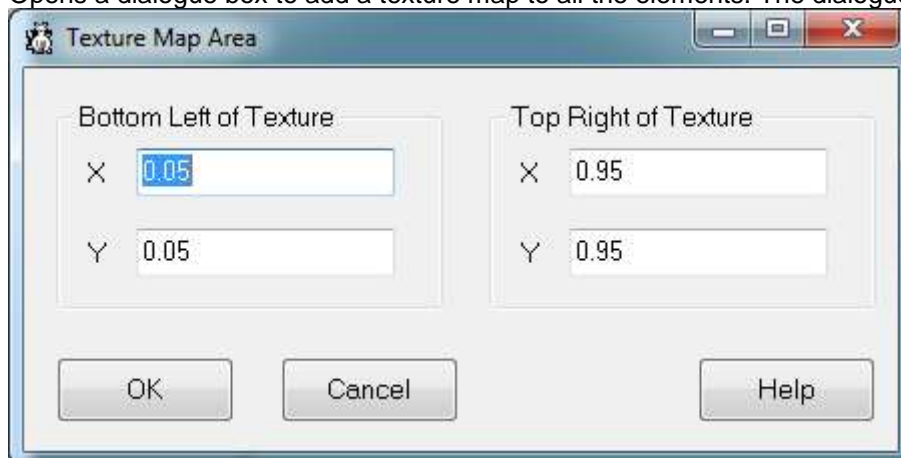 Opens a dialogue box to add a texture map to all the elements. The dialogue
Texture Map Area
Bottom Left of Texture
Top Right of Texture
X 0.05
X 0.95
Y 0.05
Y 0.95
OK
Cancel
Help